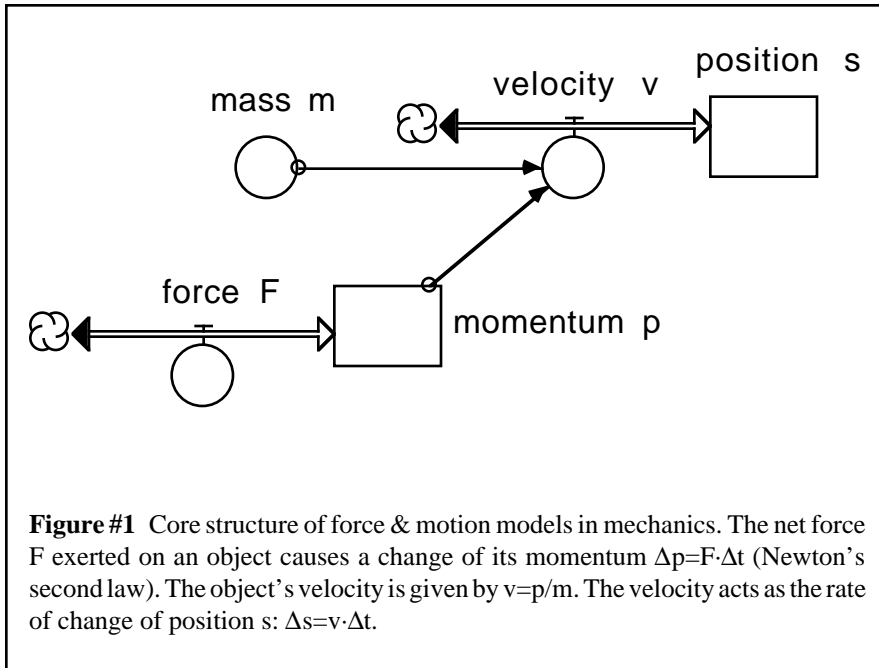 position s
velocity v
mass m
force F
momentum p
Figure #1 Core structure of force & motion models in mechanics. The net force
F exerted on an object causes a change of its momentum Δp=F·Δt (Newton's
second law). The object's velocity is given by v=p/m. The velocity acts as the rate
of change of position s: Δs=v·Δt.